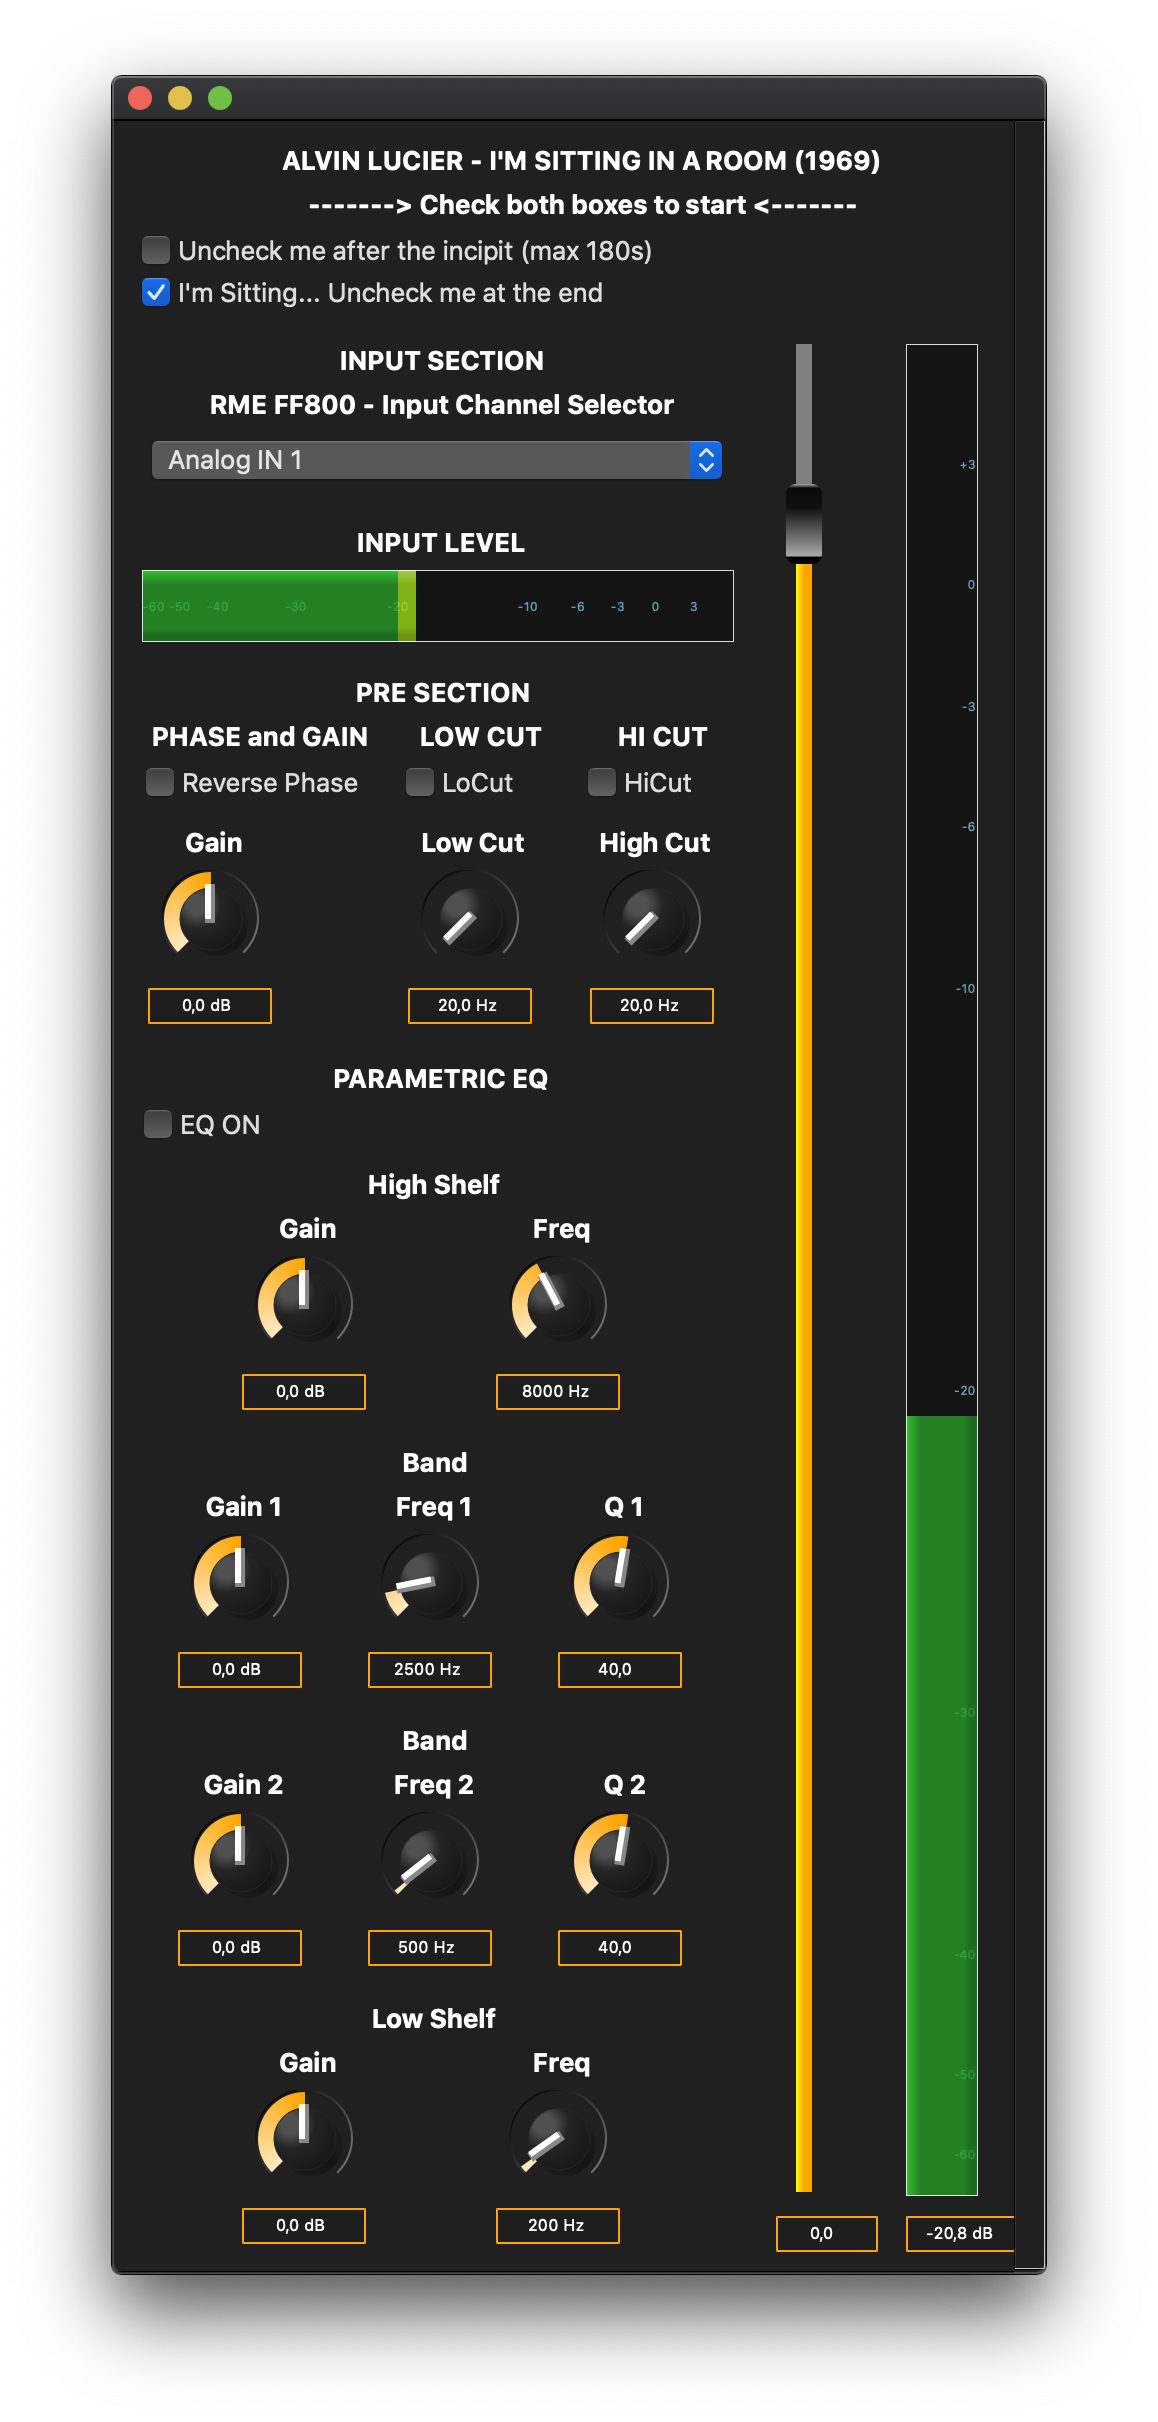 ALVIN LUCIER - I'M SITTING IN A ROOM (1969)
-------> Check both boxes to start <-------
Uncheck me after the incipit (max 180s)
I'm Sitting... Uncheck me at the end
INPUT SECTION
RME FF800 - Input Channel Selector
Analog IN 1
INPUT LEVEL
-60 -50 -40 -30 -20 -10 -6 -3 0 3
PRE SECTION
PHASE and GAIN LOW CUT HI CUT
Reverse Phase LoCut HiCut
Gain Low Cut High Cut
0,0 dB 20,0 Hz 20,0 Hz
PARAMETRIC EQ
EQ ON
High Shelf
Gain Freq
0,0 dB 8000 Hz
Band
Gain 1 Freq 1 Q 1
0,0 dB 2500 Hz 40,0
Band
Gain 2 Freq 2 Q 2
0,0 dB 500 Hz 40,0
Low Shelf
Gain Freq
0,0 dB 200 Hz
0,0
+3
0
-3
-6
-10
-20
-30
-40
-50
-60
-20,8 dB